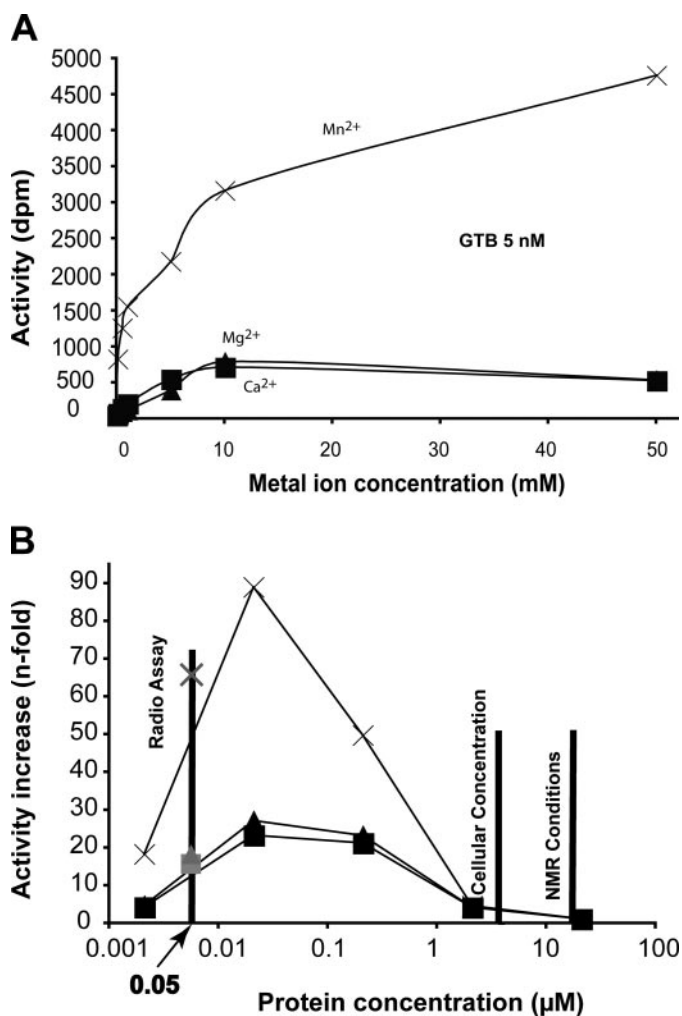 A
Activity (dpm)
5000
4500
4000
3500
3000
2500
2000
1500
1000
500
0
Mn2+
GTB 5 nM
Mg2+
Ca2+
0 10 20 30 40 50
Metal ion concentration (mM)
B
Activity increase (n-fold)
90
80
70
60
50
40
30
20
10
0
Radio Assay
Cellular Concentration
NMR Conditions
0.001 0.01 0.1 1 10 100
0.05
Protein concentration (µM)